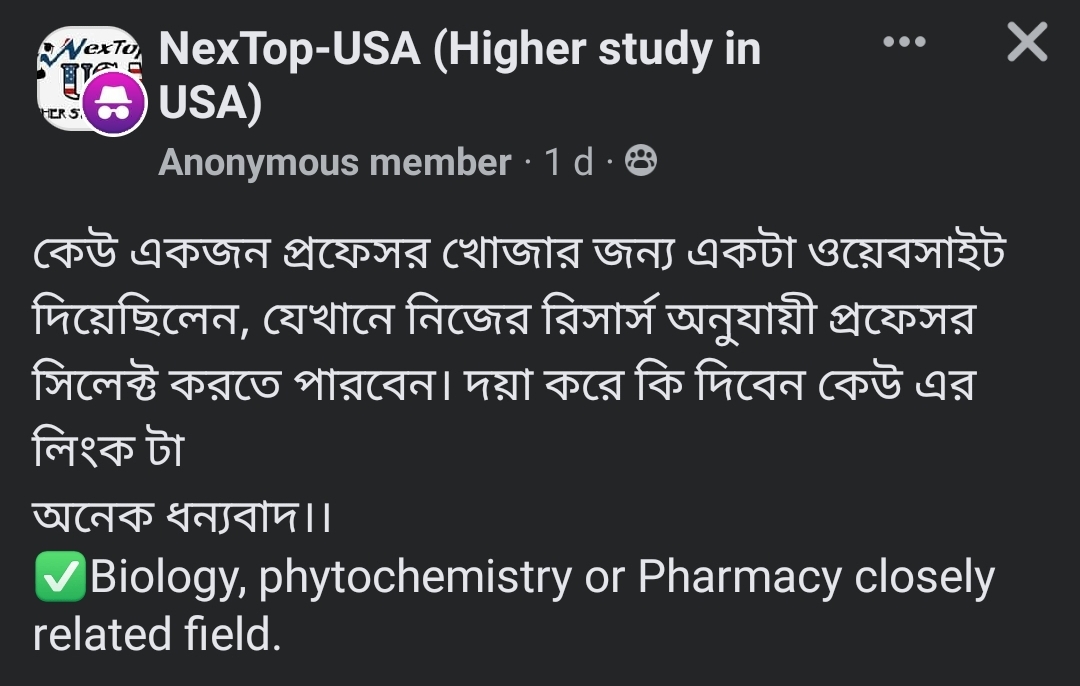 NexTop-USA (Higher study in
USA)
Anonymous member · 1 d ·
কেউ একজন প্রফেসর খোজার জন্য একটা ওয়েবসাইট
দিয়েছিলেন, যেখানে নিজের রিসার্স অনুযায়ী প্রফেসর
সিলেক্ট করতে পারবেন। দয়া করে কি দিবেন কেউ এর
লিংক টা
অনেক ধন্যবাদ।।
✅Biology, phytochemistry or Pharmacy closely
related field.